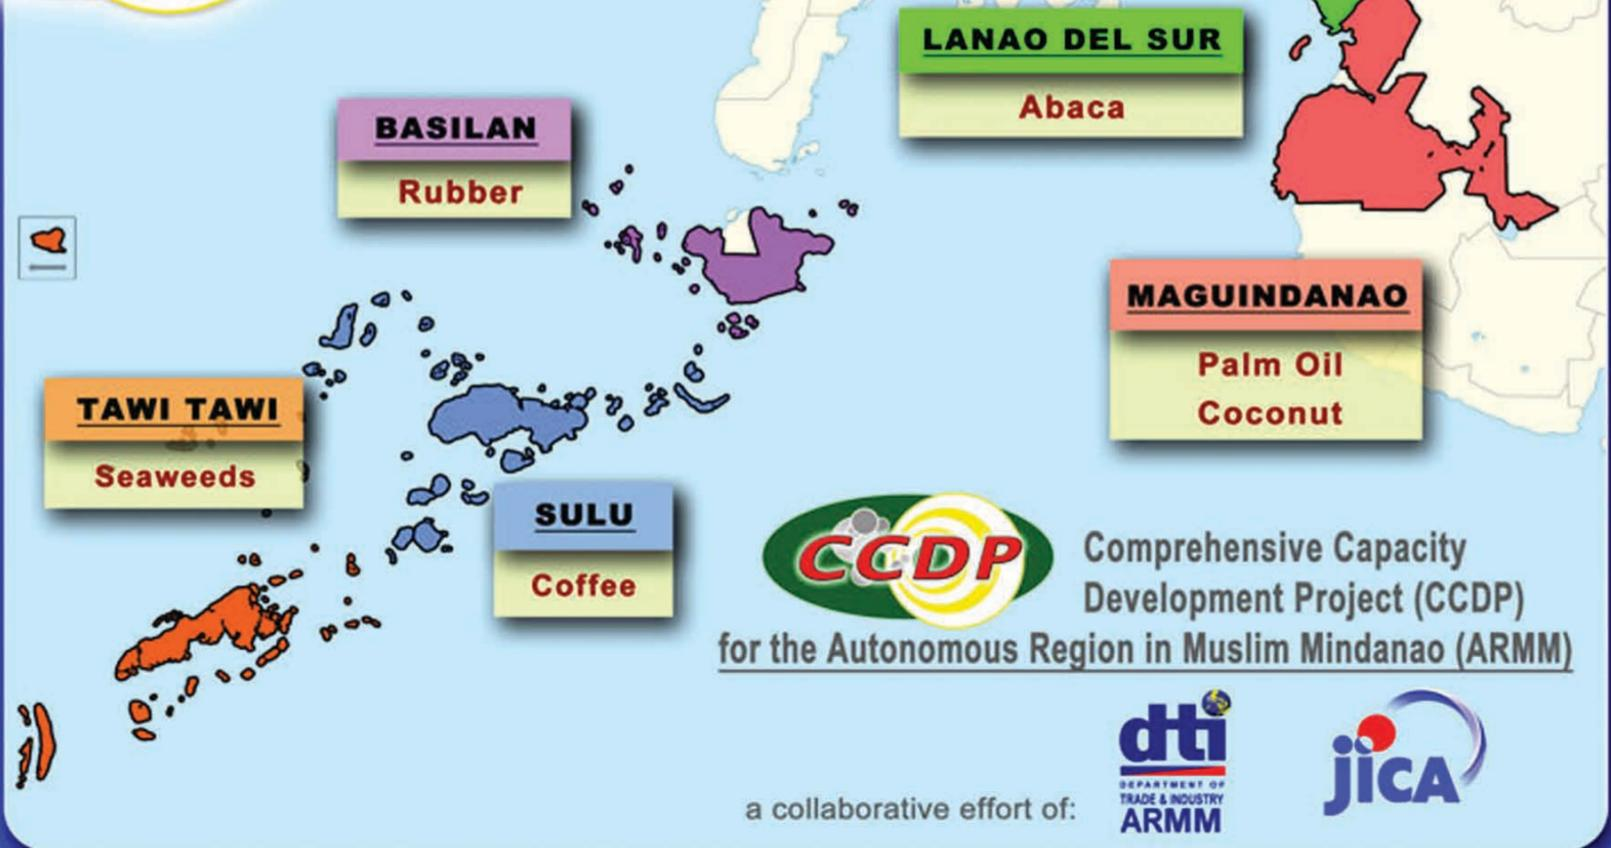 LANAO DEL SUR
Abaca
BASILAN
Rubber
MAGUINDANAO
Palm Oil
Coconut
TAWI TAWI
Seaweeds
SULU
Coffee
CCDP
Comprehensive Capacity
Development Project (CCDP)
for the Autonomous Region in Muslim Mindanao (ARMM)
a collaborative effort of:
dti
DEPARTMENT OF
TRADE & INDUSTRY
ARMM
jICA